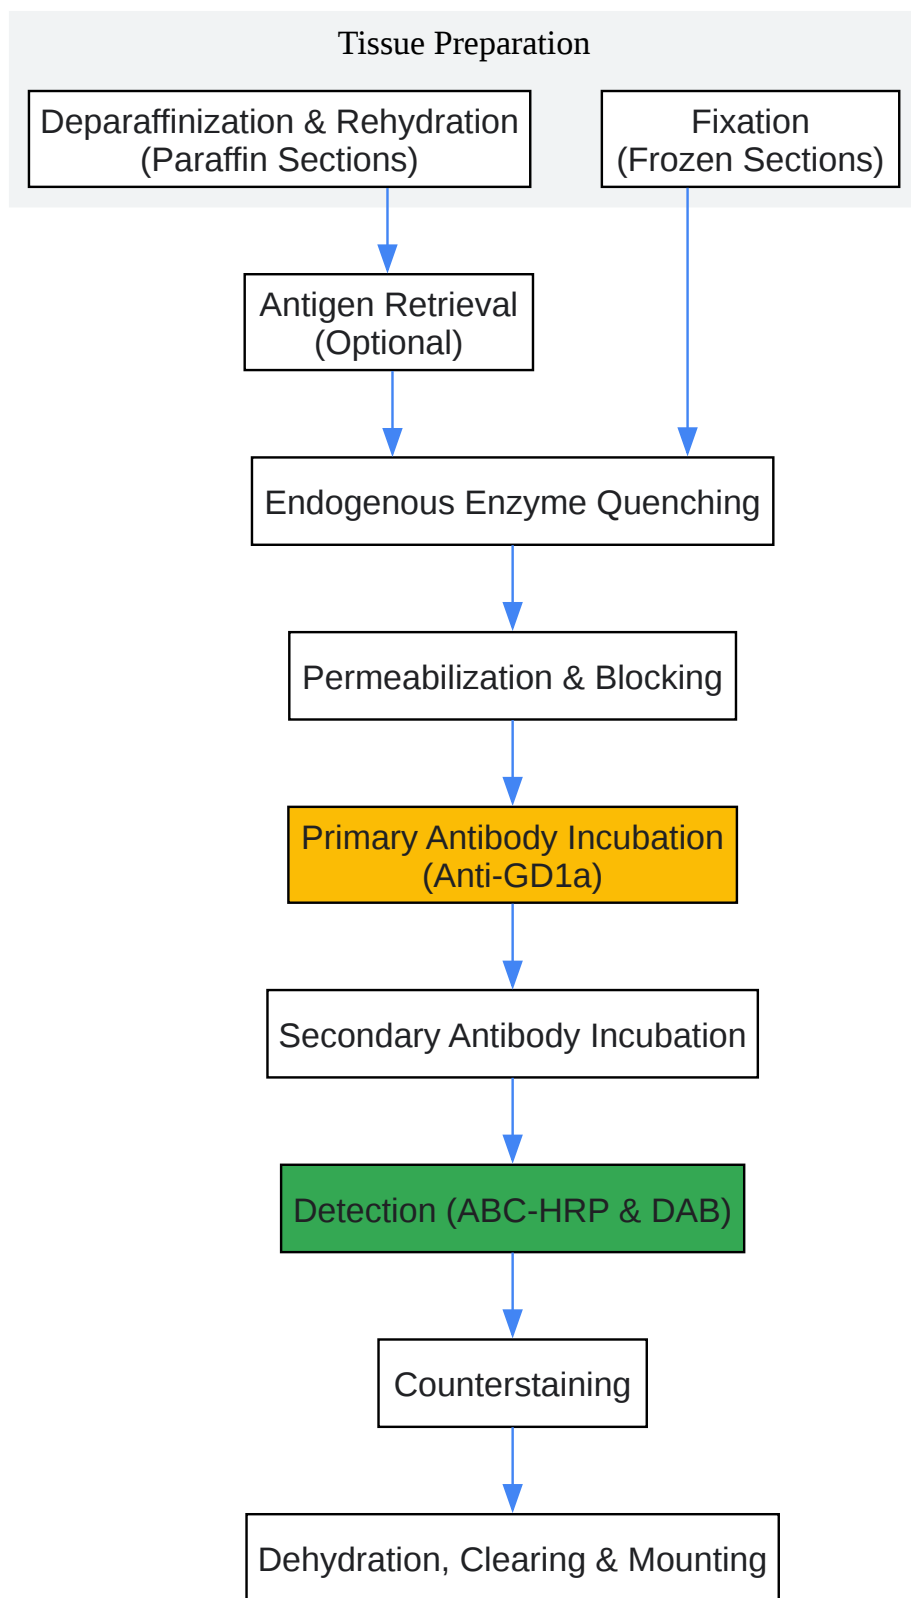 Tissue Preparation
Deparaffinization & Rehydration
(Paraffin Sections)
Fixation
(Frozen Sections)
Antigen Retrieval
(Optional)
Endogenous Enzyme Quenching
Permeabilization & Blocking
Primary Antibody Incubation
(Anti-GD1a)
Secondary Antibody Incubation
Detection (ABC-HRP & DAB)
Counterstaining
Dehydration, Clearing & Mounting